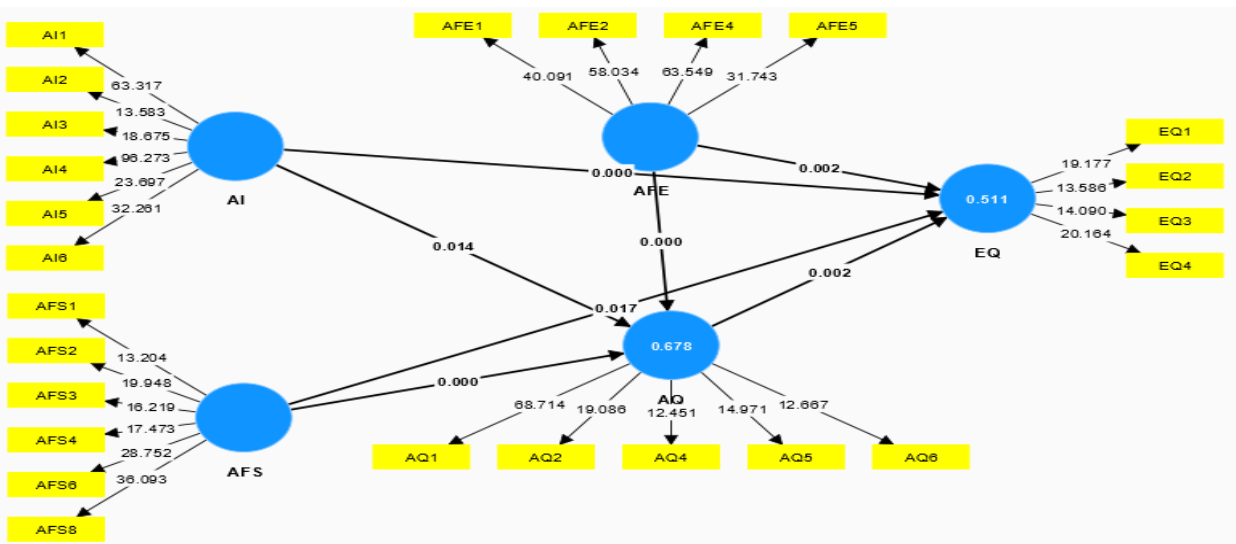 AI1
AI2
AI3
AI4
AI5
AI6
63.317
13.583
18.675
96.273
23.697
32.261
AI
AFE1
AFE2
AFE4
AFE5
40.091
58.034
63.549
31.743
AFE
0.000
0.002
0.014
0.000
0.017
0.002
0.000
EQ1
EQ2
EQ3
EQ4
19.177
13.586
14.090
20.164
0.511
EQ
AFS1
AFS2
AFS3
AFS4
AFS6
AFS8
13.204
19.948
16.219
17.473
28.752
36.093
AFS
0.678
AQ
68.714
19.086
12.451
14.971
12.667
AQ1
AQ2
AQ4
AQ5
AQ6